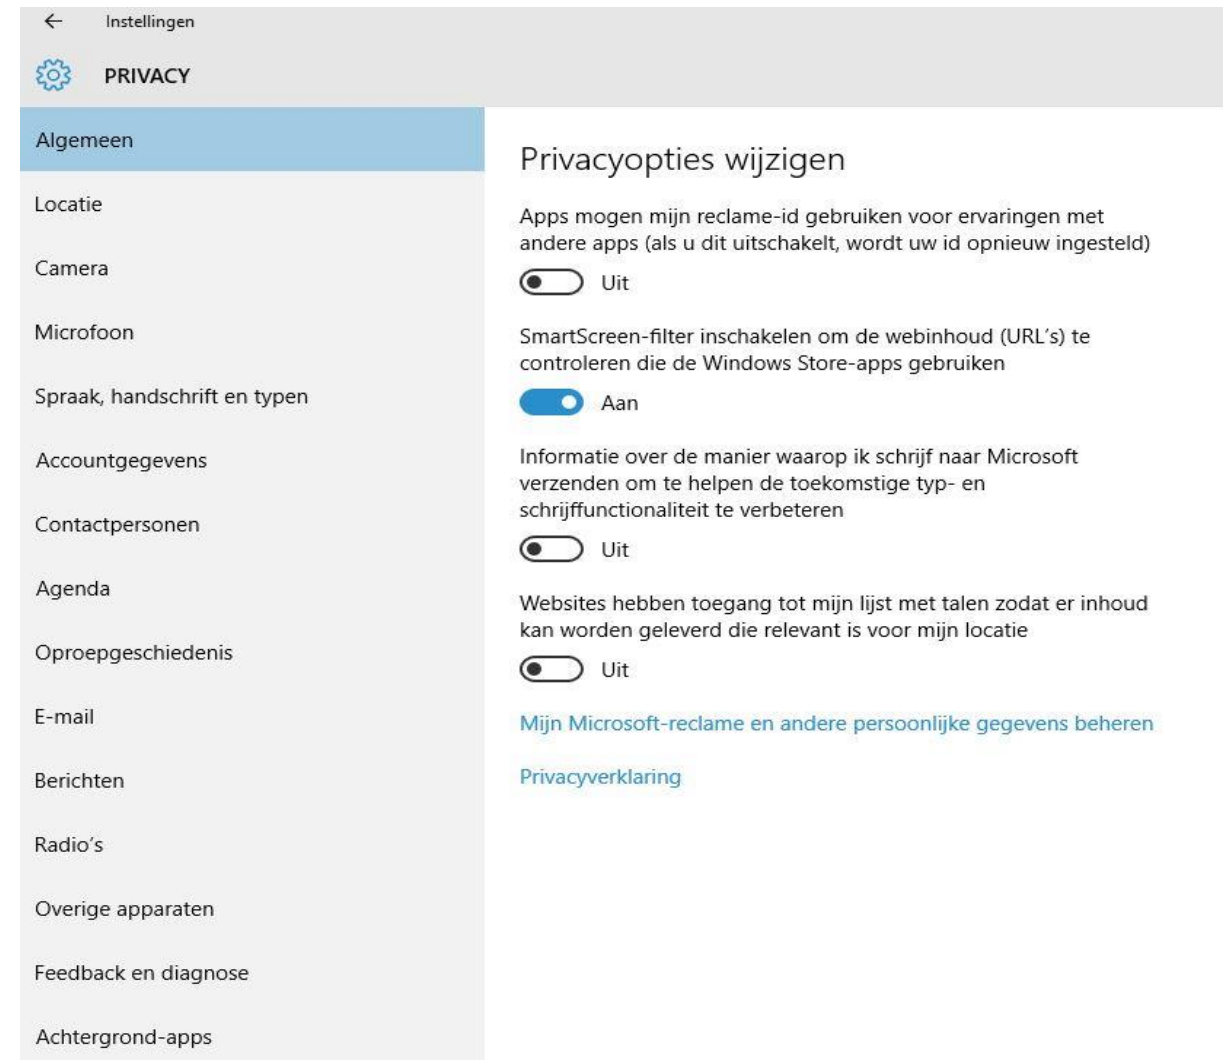 Instellingen
PRIVACY
Algemeen
Locatie
Camera
Microfoon
Spraak, handschrift en typen
Accountgegevens
Contactpersonen
Agenda
Oproepgeschiedenis
E-mail
Berichten
Radio's
Overige apparaten
Feedback en diagnose
Achtergrond-apps
Privacyopties wijzigen
Apps mogen mijn reclame-id gebruiken voor ervaringen met
andere apps (als u dit uitschakelt, wordt uw id opnieuw ingesteld)
Uit
SmartScreen-filter inschakelen om de webinhoud (URL's) te
controleren die de Windows Store-apps gebruiken
Aan
Informatie over de manier waarop ik schrijf naar Microsoft
verzenden om te helpen de toekomstige typ- en
schrijffunctionaliteit te verbeteren
Uit
Websites hebben toegang tot mijn lijst met talen zodat er inhoud
kan worden geleverd die relevant is voor mijn locatie
Uit
Mijn Microsoft-reclame en andere persoonlijke gegevens beheren
Privacyverklaring